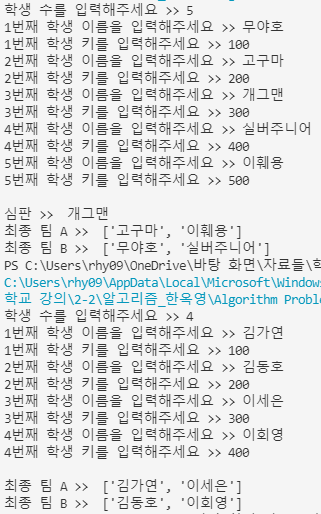 학생 수를 입력해주세요 >> 5
1번째 학생 이름을 입력해주세요 >> 무야호
1번째 학생 키를 입력해주세요 >> 100
2번째 학생 이름을 입력해주세요 >> 고구마
2번째 학생 키를 입력해주세요 >> 200
3번째 학생 이름을 입력해주세요 >> 개그맨
3번째 학생 키를 입력해주세요 >> 300
4번째 학생 이름을 입력해주세요 >> 실버주니어
4번째 학생 키를 입력해주세요 >> 400
5번째 학생 이름을 입력해주세요 >> 이훼용
5번째 학생 키를 입력해주세요 >> 500
심판 >>  개그맨
최종 팀 A >>  ['고구마', '이훼용']
최종 팀 B >>  ['무야호', '실버주니어']
PS C:\Users\rhy09\OneDrive\바탕 화면\자료들\학
C:\Users\rhy09\AppData\Local\Microsoft\Windows
학교 강의\2-2\알고리즘_한옥영\Algorithm Proble
학생 수를 입력해주세요 >> 4
1번째 학생 이름을 입력해주세요 >> 김가연
1번째 학생 키를 입력해주세요 >> 100
2번째 학생 이름을 입력해주세요 >> 김동호
2번째 학생 키를 입력해주세요 >> 200
3번째 학생 이름을 입력해주세요 >> 이세은
3번째 학생 키를 입력해주세요 >> 300
4번째 학생 이름을 입력해주세요 >> 이회영
4번째 학생 키를 입력해주세요 >> 400
최종 팀 A >>  ['김가연', '이세은']
최종 팀 B >>  ['김동호', '이회영']